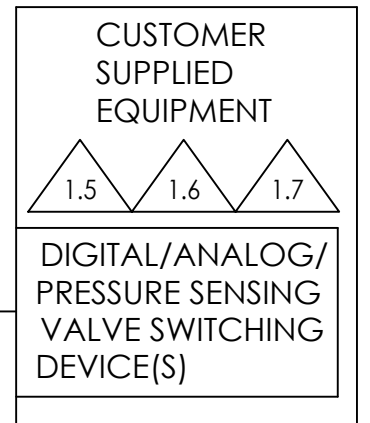 CUSTOMER
SUPPLIED
EQUIPMENT
1.5 1.6 1.7
DIGITAL/ANALOG/
PRESSURE SENSING
VALVE SWITCHING
DEVICE(S)